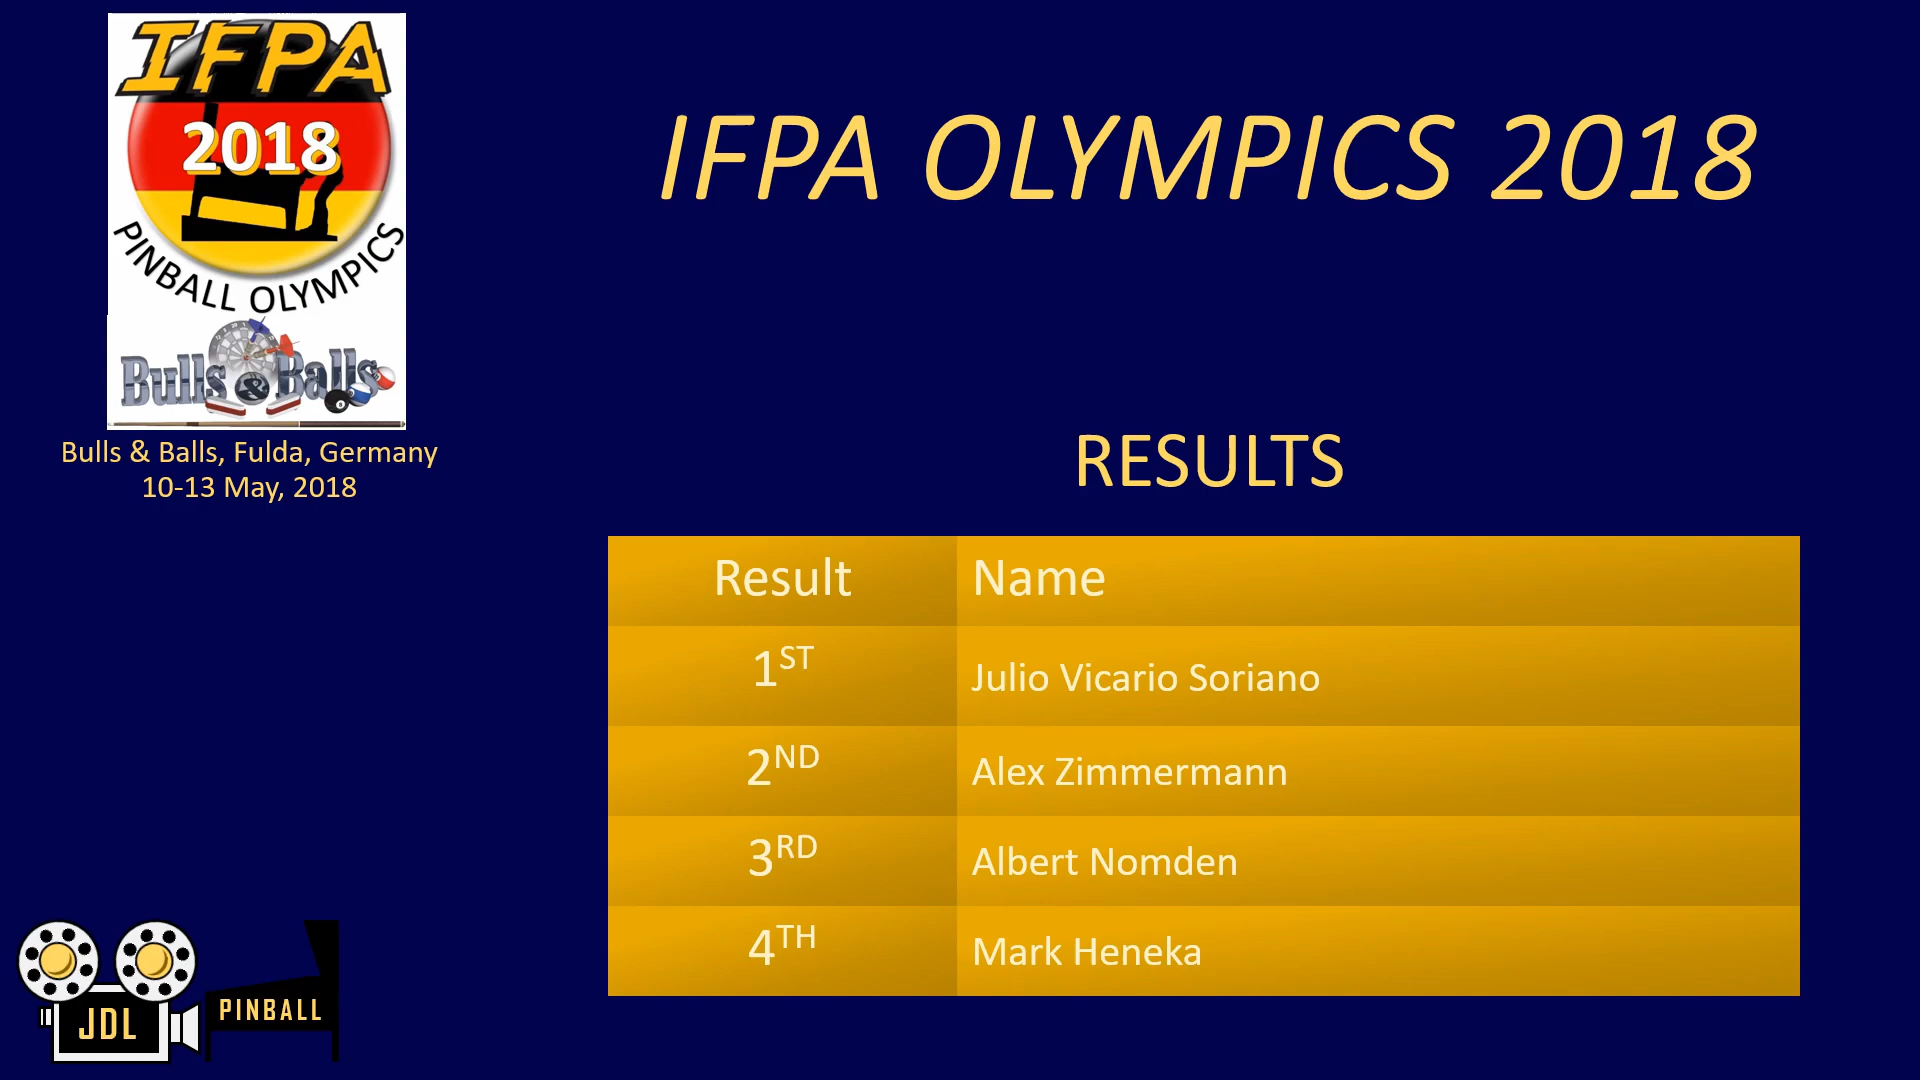 IFPA
2018
PINBALL OLYMPICS
Bulls & Balls
Bulls & Balls, Fulda, Germany
10-13 May, 2018
IFPA OLYMPICS 2018
RESULTS
Result Name
1ST Julio Vicario Soriano
2ND Alex Zimmermann
3RD Albert Nomden
4TH Mark Heneka
JDL PINBALL